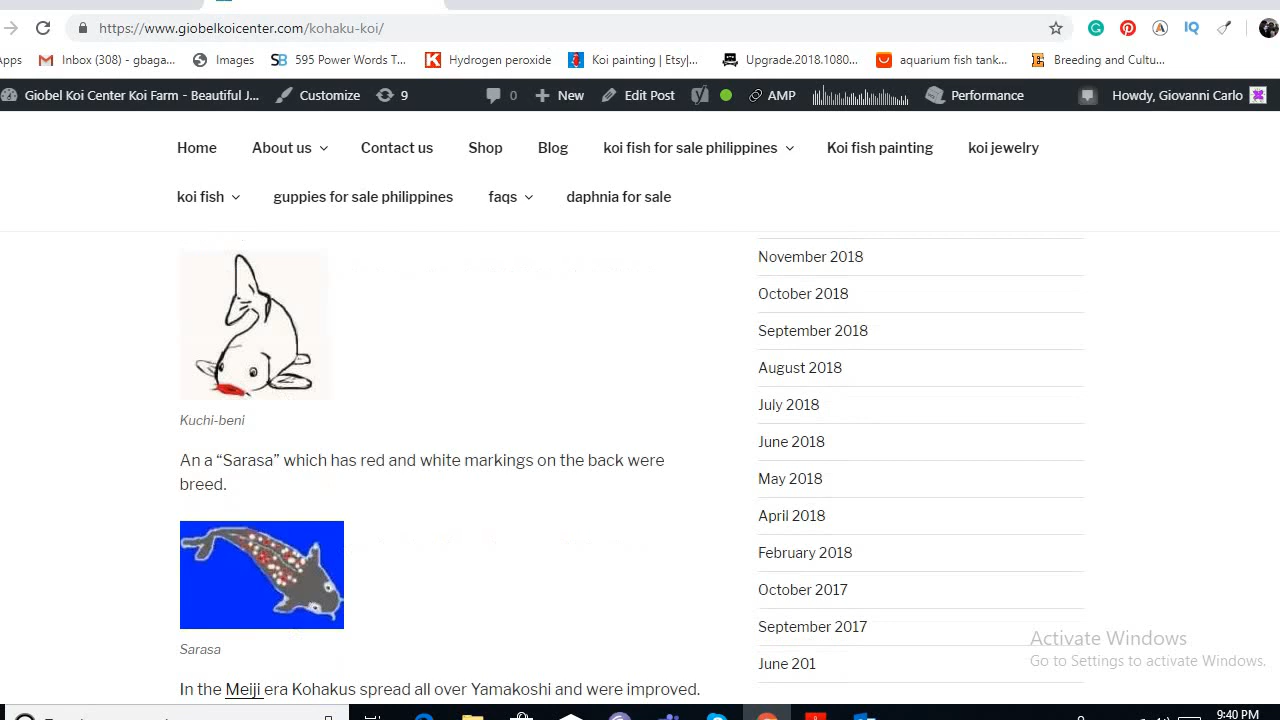 https://www.giobelkoicenter.com/kohaku-koi/
Apps
Inbox (308) - gbaga...
Images
595 Power Words T...
Hydrogen peroxide
Koi painting | Etsy|...
Upgrade.2018.1080...
aquarium fish tank...
Breeding and Cultu...
Giobel Koi Center Koi Farm - Beautiful J...
Customize
9
0
New
Edit Post
AMP
Performance
Howdy, Giovanni Carlo
Home
About us
Contact us
Shop
Blog
koi fish for sale philippines
Koi fish painting
koi jewelry
koi fish
guppies for sale philippines
faqs
daphnia for sale
Kuchi-beni
An a “Sarasa” which has red and white markings on the back were
breed.
Sarasa
In the Meiji era Kohakus spread all over Yamakoshi and were improved.
November 2018
October 2018
September 2018
August 2018
July 2018
June 2018
May 2018
April 2018
February 2018
October 2017
September 2017
June 201
Activate Windows
Go to Settings to activate Windows.
9:40 PM